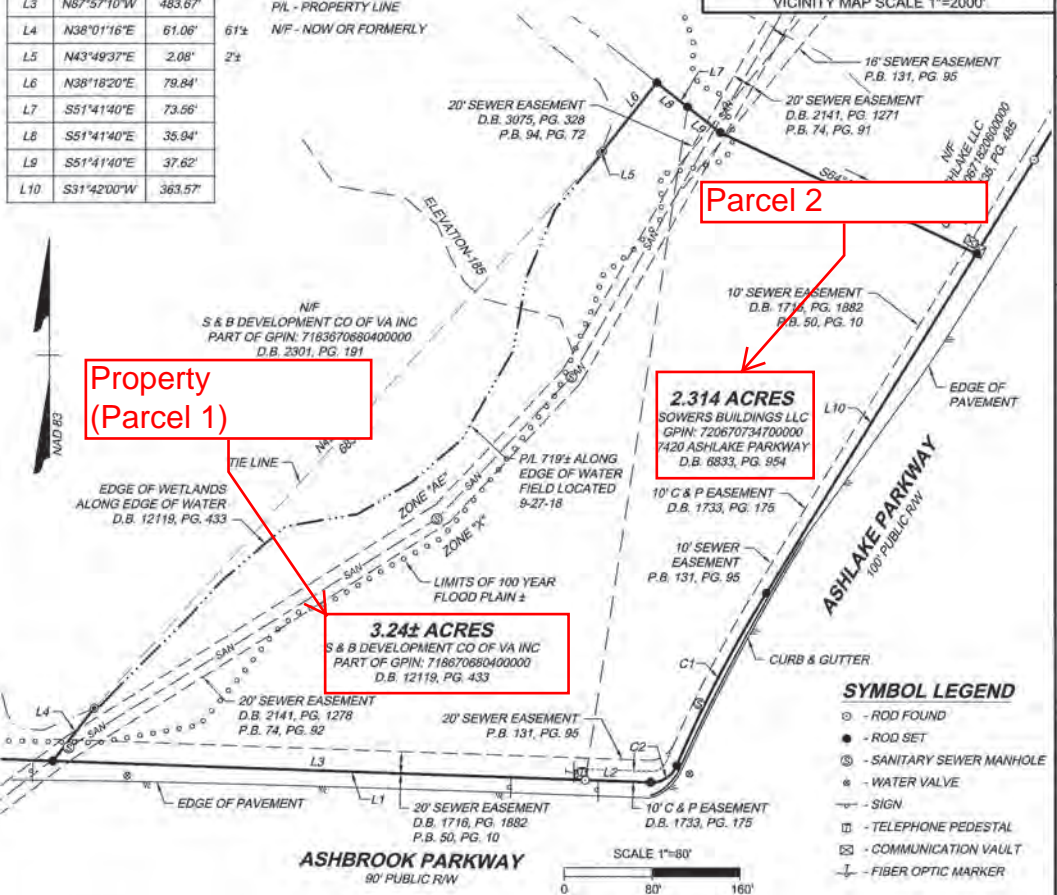 L3 N87°57'10"W 483.67'
L4 N38°01'16"E 61.06' 61'±
L5 N43°49'37"E 2.08' 2'±
L6 N38°18'20"E 79.84'
L7 S51°41'40"E 73.56'
L8 S51°41'40"E 35.94'
L9 S51°41'40"E 37.62'
L10 S31°42'00"W 363.57'
P/L - PROPERTY LINE
N/F - NOW OR FORMERLY
VICINITY MAP SCALE 1"=2000'
16' SEWER EASEMENT
P.B. 131, PG. 95
20' SEWER EASEMENT
D.B. 2141, PG. 1271
P.B. 74, PG. 91
20' SEWER EASEMENT
D.B. 3075, PG. 328
P.B. 94, PG. 72
L7
L6
L8
L9
SAN
L5
N/F
HLAKE LLC
Parcel 2
ELEVATION-185
SAN
NAD 83
N/F
S & B DEVELOPMENT CO OF VA INC
PART OF GPIN: 7183670680400000
D.B. 2301, PG. 191
10' SEWER EASEMENT
D.B. 1716, PG. 1882
P.B. 50, PG. 10
Property
(Parcel 1)
SAN
2.314 ACRES
SOWERS BUILDINGS LLC
GPIN: 720670734700000
7420 ASHLAKE PARKWAY
D.B. 6833, PG. 954
EDGE OF
PAVEMENT
L10
TIE LINE
P/L 719'± ALONG
EDGE OF WATER
FIELD LOCATED
9-27-18
EDGE OF WETLANDS
ALONG EDGE OF WATER
D.B. 12119, PG. 433
ZONE "AE"
SAN
ZONE "X"
10' C & P EASEMENT
D.B. 1733, PG. 175
ASHLAKE PARKWAY
100' PUBLIC R/W
10' SEWER
EASEMENT
P.B. 131, PG. 95
SAN
LIMITS OF 100 YEAR
FLOOD PLAIN ±
3.24± ACRES
S & B DEVELOPMENT CO OF VA INC
PART OF GPIN: 718670680400000
D.B. 12119, PG. 433
SAN
C1
CURB & GUTTER
L4
SAN
20' SEWER EASEMENT
D.B. 2141, PG. 1278
P.B. 74, PG. 92
20' SEWER EASEMENT
P.B. 131, PG. 95
C2
L3
L2
L1
EDGE OF PAVEMENT
20' SEWER EASEMENT
D.B. 1716, PG. 1882
P.B. 50, PG. 10
10' C & P EASEMENT
D.B. 1733, PG. 175
ASHBROOK PARKWAY
90' PUBLIC R/W
SCALE 1"=80'
0 80' 160'
SYMBOL LEGEND
- ROD FOUND
- ROD SET
- SANITARY SEWER MANHOLE
- WATER VALVE
- SIGN
- TELEPHONE PEDESTAL
- COMMUNICATION VAULT
- FIBER OPTIC MARKER